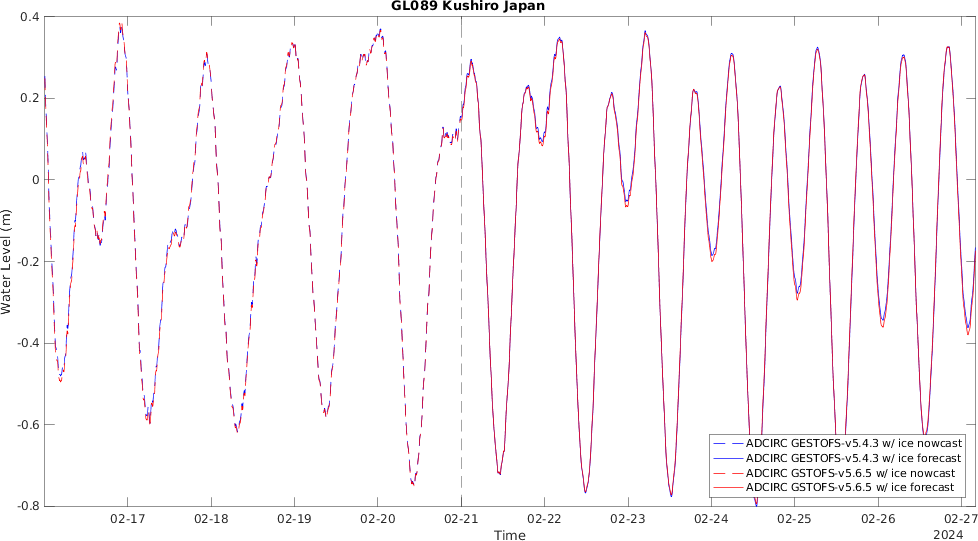 GL089 Kushiro Japan
0.4
0.2
0
-0.2
-0.4
-0.6
-0.8
Water Level (m)
ADCIRC GESTOFS-v5.4.3 w/ ice nowcast
ADCIRC GESTOFS-v5.4.3 w/ ice forecast
ADCIRC GSTOFS-v5.6.5 w/ ice nowcast
ADCIRC GSTOFS-v5.6.5 w/ ice forecast
02-17 02-18 02-19 02-20 02-21 02-22 02-23 02-24 02-25 02-26 02-27
Time
2024